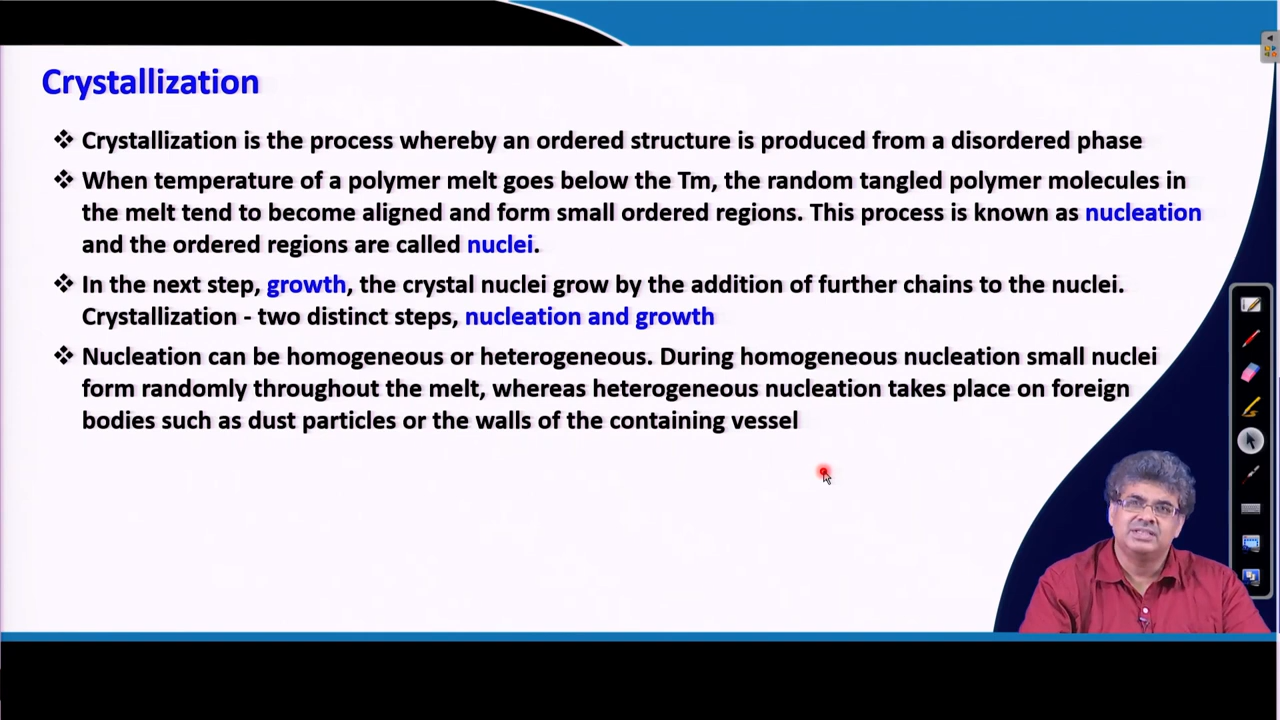 Crystallization
❖ Crystallization is the process whereby an ordered structure is produced from a disordered phase
❖ When temperature of a polymer melt goes below the Tm, the random tangled polymer molecules in
the melt tend to become aligned and form small ordered regions. This process is known as nucleation
and the ordered regions are called nuclei.
❖ In the next step, growth, the crystal nuclei grow by the addition of further chains to the nuclei.
Crystallization - two distinct steps, nucleation and growth
❖ Nucleation can be homogeneous or heterogeneous. During homogeneous nucleation small nuclei
form randomly throughout the melt, whereas heterogeneous nucleation takes place on foreign
bodies such as dust particles or the walls of the containing vessel